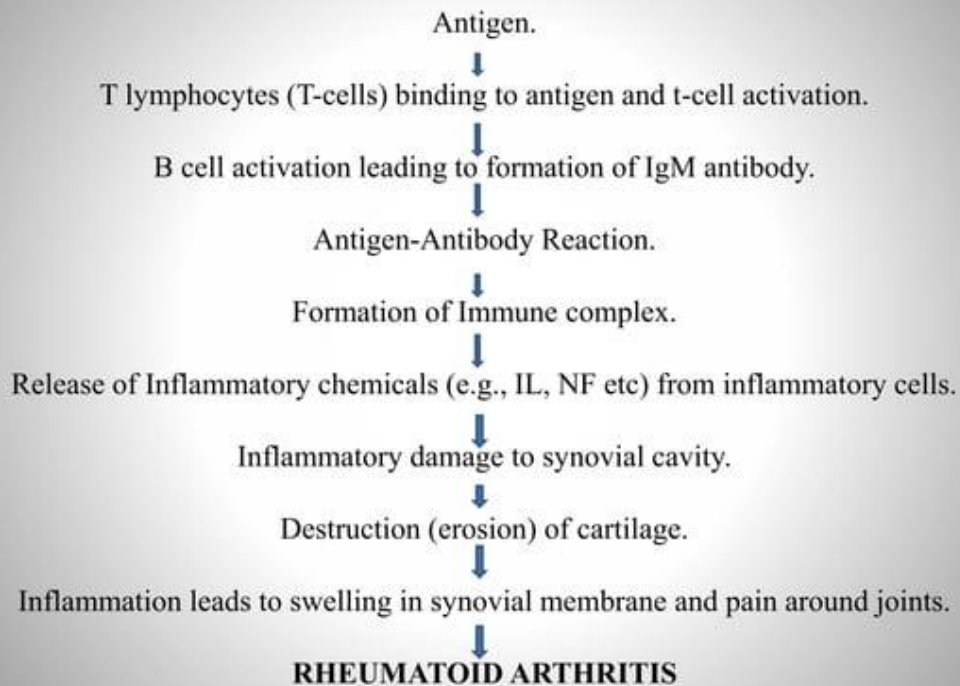 Antigen.
T lymphocytes (T-cells) binding to antigen and t-cell activation.
B cell activation leading to formation of IgM antibody.
Antigen-Antibody Reaction.
Formation of Immune complex.
Release of Inflammatory chemicals (e.g., IL, NF etc) from inflammatory cells.
Inflammatory damage to synovial cavity.
Destruction (erosion) of cartilage.
Inflammation leads to swelling in synovial membrane and pain around joints.
RHEUMATOID ARTHRITIS